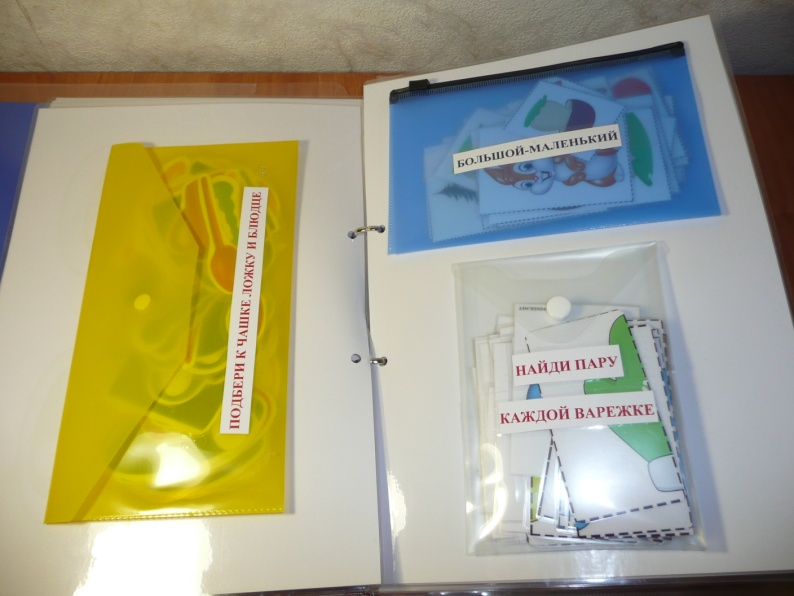 ПОДБЕРИ К ЧАШКЕ ЛОЖКУ И БЛЮДЦЕ
БОЛЬШОЙ-МАЛЕНЬКИЙ
НАЙДИ ПАРУ
КАЖДОЙ ВАРЕЖКЕ